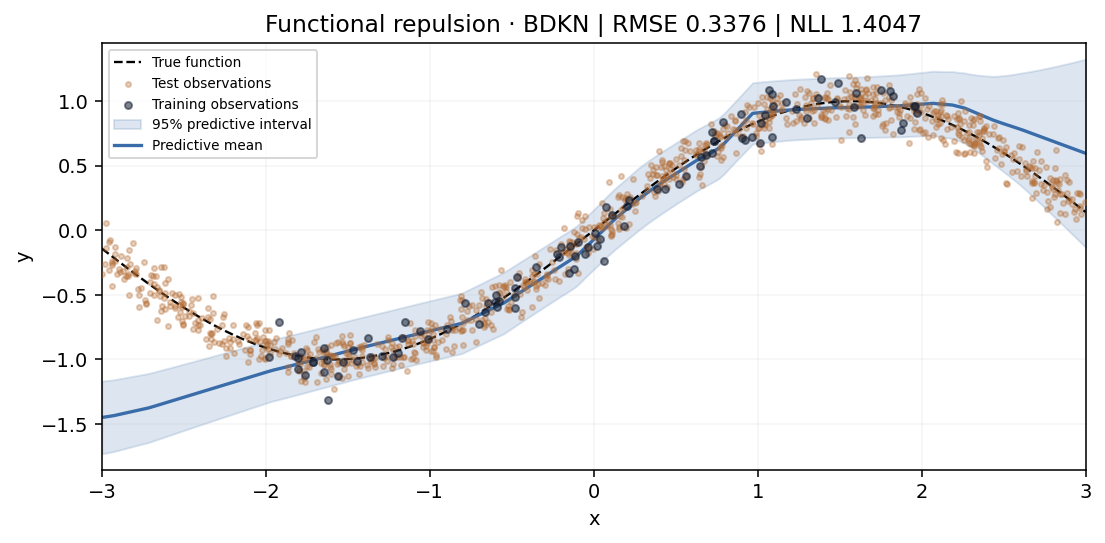 Functional repulsion · BDKN | RMSE 0.3376 | NLL 1.4047
True function
Test observations
Training observations
95% predictive interval
Predictive mean
y
1.0
0.5
0.0
−0.5
−1.0
−1.5
−3
−2
−1
0
1
2
3
x